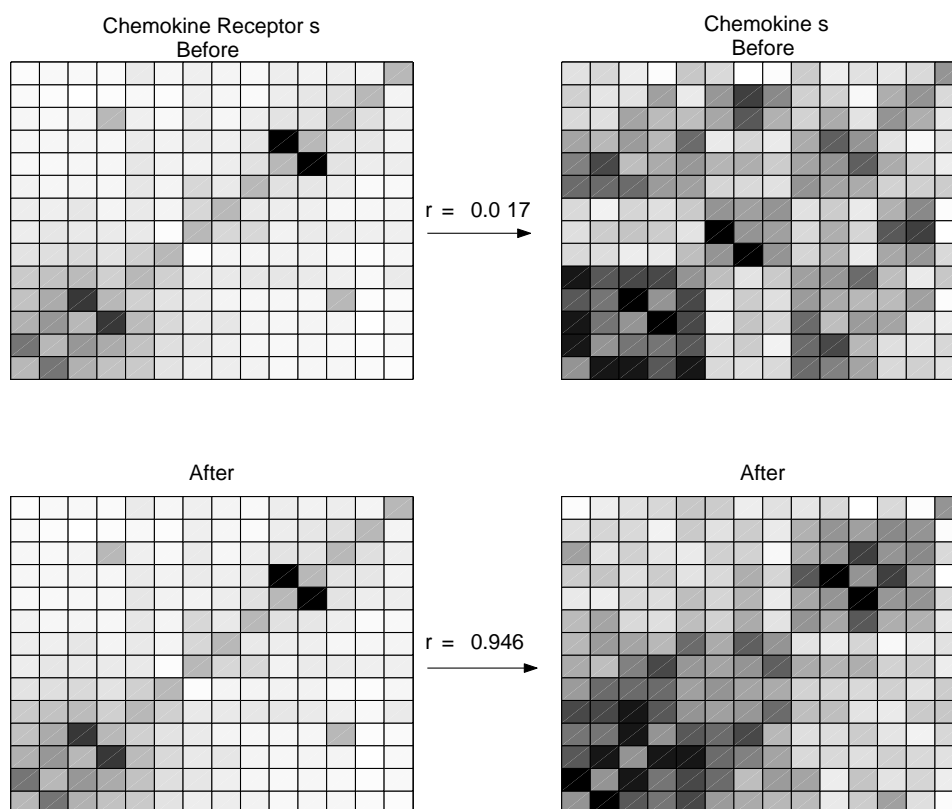 Chemokine Receptor s
Before
Chemokine s
Before
r = 0.0 17
After
After
r = 0.946